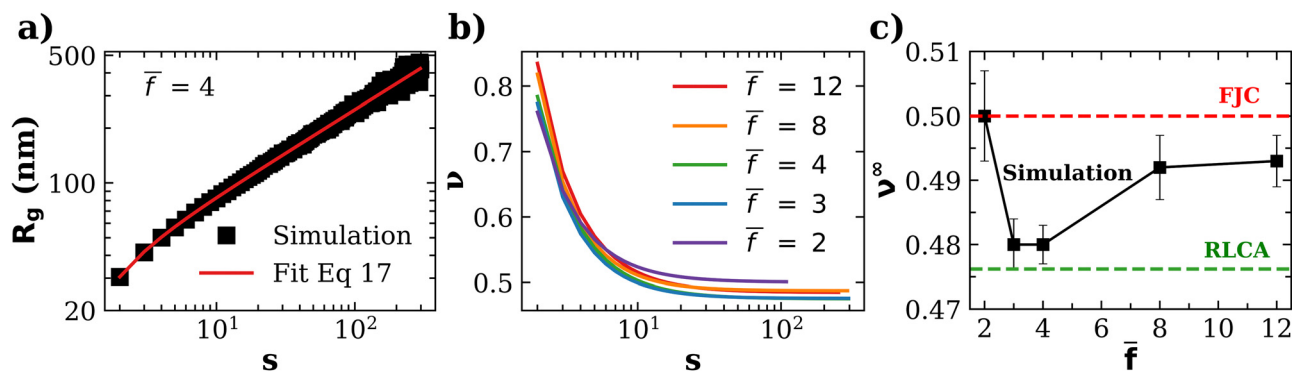 a)
500
100
20
R_g (nm)
f̅ = 4
Simulation
Fit Eq 17
10¹
10²
s
b)
0.8
0.7
0.6
0.5
ν
f̅ = 12
f̅ = 8
f̅ = 4
f̅ = 3
f̅ = 2
10¹
10²
s
c)
0.51
0.50
0.49
0.48
0.47
ν^∞
FJC
Simulation
RLCA
2
4
6
8
10
12
f̅